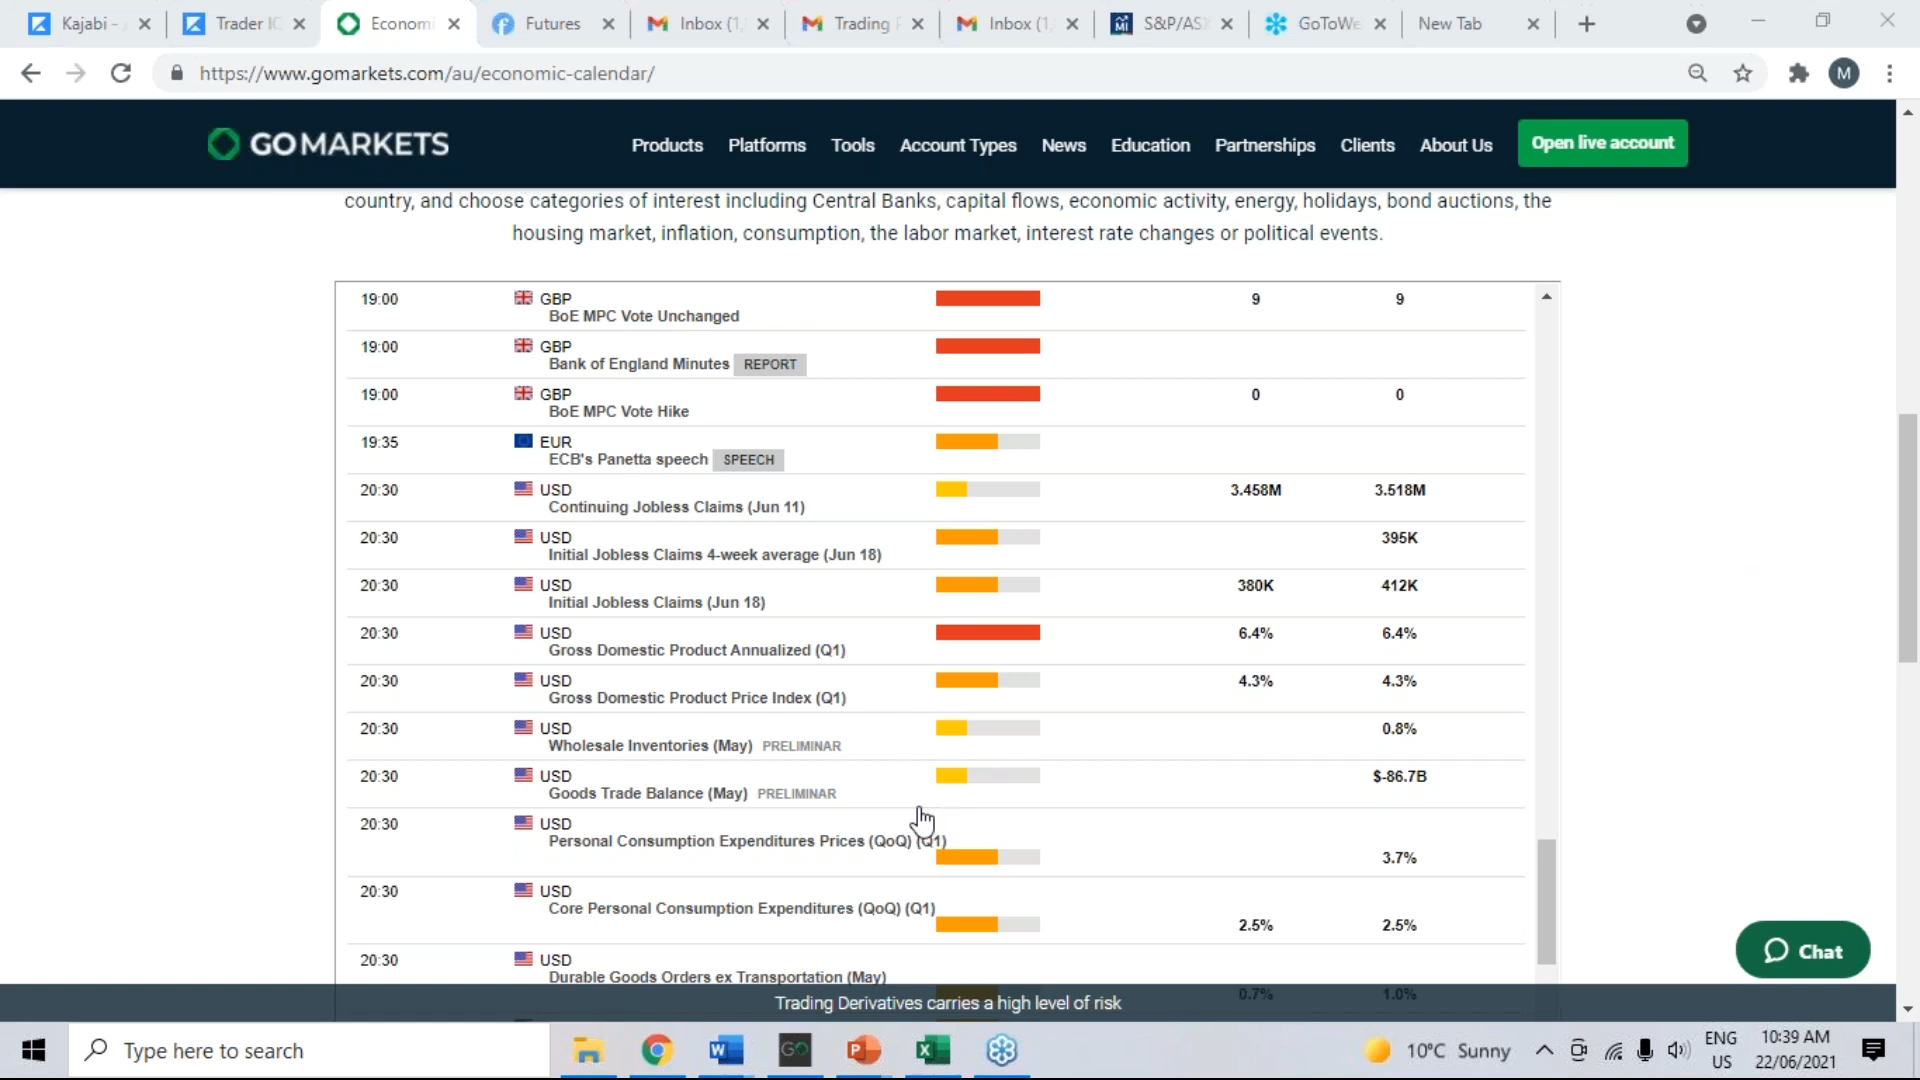 Kajabi -
Trader IC
Economi
Futures
Inbox (1,
Trading
Inbox (1,
S&P/AS
GoToWe
New Tab
https://www.gomarkets.com/au/economic-calendar/
M
GO MARKETS
Products Platforms Tools Account Types News Education Partnerships Clients About Us Open live account
country, and choose categories of interest including Central Banks, capital flows, economic activity, energy, holidays, bond auctions, the
housing market, inflation, consumption, the labor market, interest rate changes or political events.
19:00 GBP 9 9
BoE MPC Vote Unchanged
19:00 GBP
Bank of England Minutes REPORT
19:00 GBP 0 0
BoE MPC Vote Hike
19:35 EUR
ECB's Panetta speech SPEECH
20:30 USD 3.458M 3.518M
Continuing Jobless Claims (Jun 11)
20:30 USD 395K
Initial Jobless Claims 4-week average (Jun 18)
20:30 USD 380K 412K
Initial Jobless Claims (Jun 18)
20:30 USD 6.4% 6.4%
Gross Domestic Product Annualized (Q1)
20:30 USD 4.3% 4.3%
Gross Domestic Product Price Index (Q1)
20:30 USD 0.8%
Wholesale Inventories (May) PRELIMINAR
20:30 USD $-86.7B
Goods Trade Balance (May) PRELIMINAR
20:30 USD
Personal Consumption Expenditures Prices (QoQ) (Q1)
3.7%
20:30 USD
Core Personal Consumption Expenditures (QoQ) (Q1)
2.5% 2.5%
20:30 USD
Durable Goods Orders ex Transportation (May)
0.7% 1.0%
Chat
Trading Derivatives carries a high level of risk
Type here to search
GO
10°C Sunny
ENG
US
10:39 AM
22/06/2021